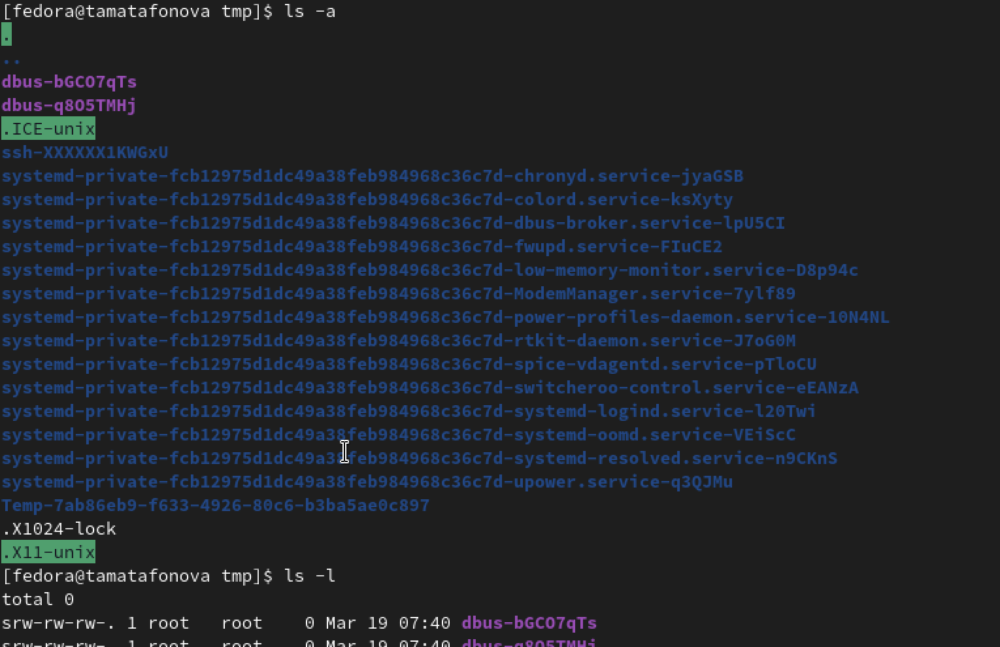 [fedora@tamatafonova tmp]$ ls -a
.
..
dbus-bGCO7qTs
dbus-q8O5TMHj
.ICE-unix
ssh-XXXXXX1KWGxU
systemd-private-fcb12975d1dc49a38feb984968c36c7d-chronyd.service-jyaGSB
systemd-private-fcb12975d1dc49a38feb984968c36c7d-colord.service-ksXyty
systemd-private-fcb12975d1dc49a38feb984968c36c7d-dbus-broker.service-lpU5CI
systemd-private-fcb12975d1dc49a38feb984968c36c7d-fwupd.service-FIuCE2
systemd-private-fcb12975d1dc49a38feb984968c36c7d-low-memory-monitor.service-D8p94c
systemd-private-fcb12975d1dc49a38feb984968c36c7d-ModemManager.service-7ylf89
systemd-private-fcb12975d1dc49a38feb984968c36c7d-power-profiles-daemon.service-10N4NL
systemd-private-fcb12975d1dc49a38feb984968c36c7d-rtkit-daemon.service-J7oG0M
systemd-private-fcb12975d1dc49a38feb984968c36c7d-spice-vdagentd.service-pTloCU
systemd-private-fcb12975d1dc49a38feb984968c36c7d-switcheroo-control.service-eEANzA
systemd-private-fcb12975d1dc49a38feb984968c36c7d-systemd-logind.service-l20Twi
systemd-private-fcb12975d1dc49a38feb984968c36c7d-systemd-oomd.service-VEiScC
systemd-private-fcb12975d1dc49a38feb984968c36c7d-systemd-resolved.service-n9CKnS
systemd-private-fcb12975d1dc49a38feb984968c36c7d-upower.service-q3QJMu
Temp-7ab86eb9-f633-4926-80c6-b3ba5ae0c897
.X1024-lock
.X11-unix
[fedora@tamatafonova tmp]$ ls -l
total 0
srw-rw-rw-. 1 root   root    0 Mar 19 07:40 dbus-bGCO7qTs
srw-rw-rw-. 1 root   root    0 Mar 19 07:40 dbus-q8O5TMHj